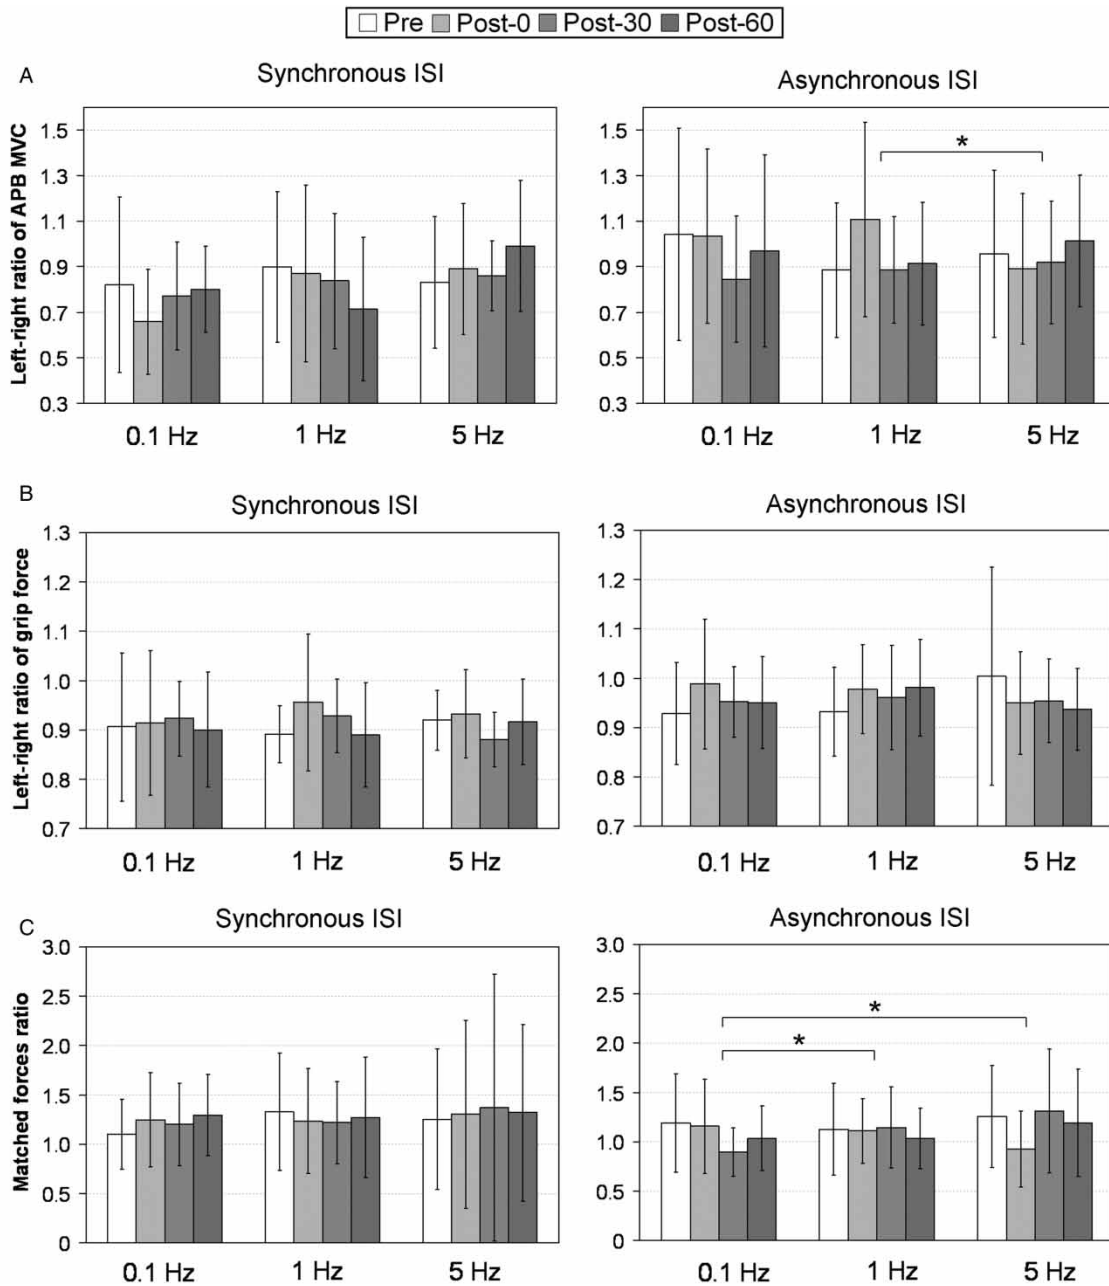 Pre Post-0 Post-30 Post-60
A
Synchronous ISI
Asynchronous ISI
Left-right ratio of APB MVC
1.5
1.3
1.1
0.9
0.7
0.5
0.3
0.1 Hz 1 Hz 5 Hz
1.5
1.3
1.1
0.9
0.7
0.5
0.3
*
0.1 Hz 1 Hz 5 Hz
B
Synchronous ISI
Asynchronous ISI
Left-right ratio of grip force
1.3
1.2
1.1
1.0
0.9
0.8
0.7
0.1 Hz 1 Hz 5 Hz
1.3
1.2
1.1
1.0
0.9
0.8
0.7
0.1 Hz 1 Hz 5 Hz
C
Synchronous ISI
Asynchronous ISI
Matched forces ratio
3.0
2.5
2.0
1.5
1.0
0.5
0
0.1 Hz 1 Hz 5 Hz
3.0
2.5
2.0
1.5
1.0
0.5
0
*
*
0.1 Hz 1 Hz 5 Hz